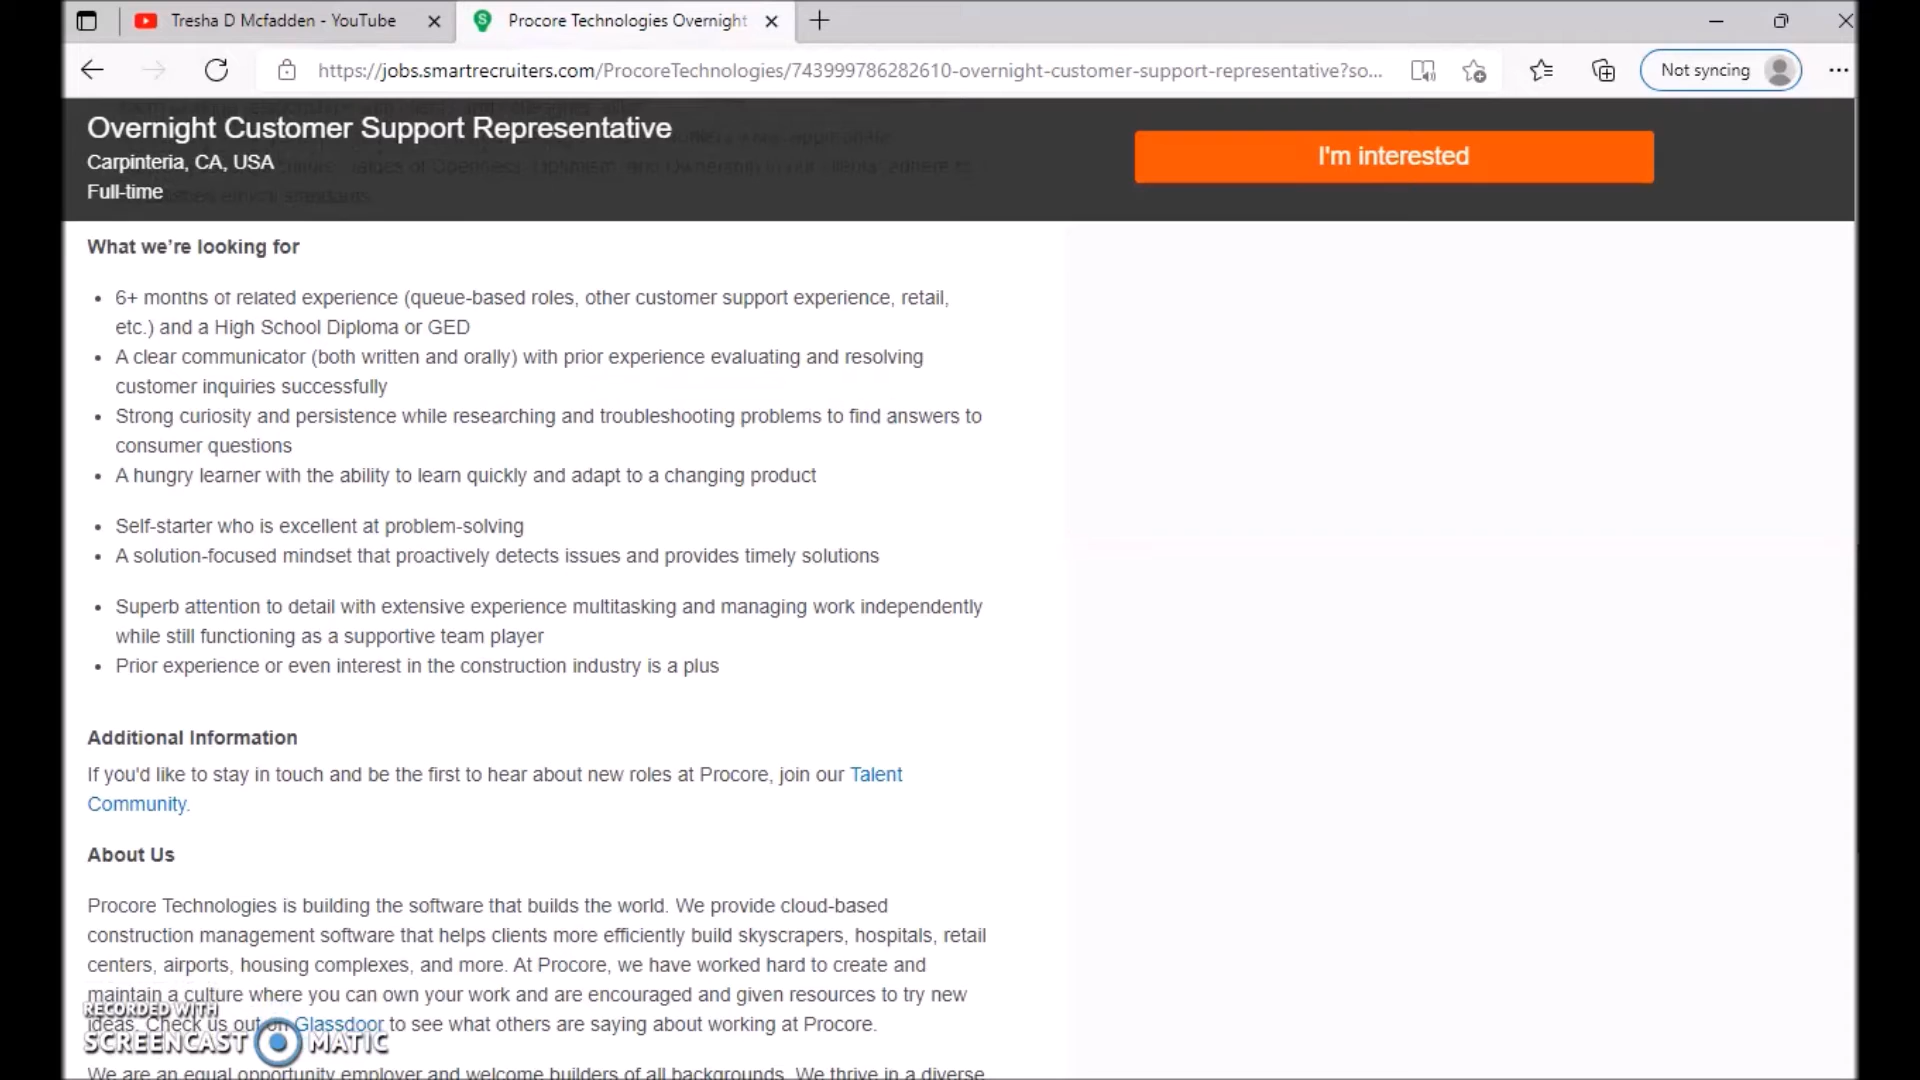 Tresha D Mcfadden - YouTube
Procore Technologies Overnight
https://jobs.smartrecruiters.com/ProcoreTechnologies/743999786282610-overnight-customer-support-representative?so...
Not syncing
Overnight Customer Support Representative
Carpinteria, CA, USA
Full-time
I'm interested
What we're looking for
6+ months of related experience (queue-based roles, other customer support experience, retail,
etc.) and a High School Diploma or GED
A clear communicator (both written and orally) with prior experience evaluating and resolving
customer inquiries successfully
Strong curiosity and persistence while researching and troubleshooting problems to find answers to
consumer questions
A hungry learner with the ability to learn quickly and adapt to a changing product
Self-starter who is excellent at problem-solving
A solution-focused mindset that proactively detects issues and provides timely solutions
Superb attention to detail with extensive experience multitasking and managing work independently
while still functioning as a supportive team player
Prior experience or even interest in the construction industry is a plus
Additional Information
If you'd like to stay in touch and be the first to hear about new roles at Procore, join our Talent
Community.
About Us
Procore Technologies is building the software that builds the world. We provide cloud-based
construction management software that helps clients more efficiently build skyscrapers, hospitals, retail
centers, airports, housing complexes, and more. At Procore, we have worked hard to create and
maintain a culture where you can own your work and are encouraged and given resources to try new
ideas. Check us out on Glassdoor to see what others are saying about working at Procore.
RECORDED WITH
SCREENCAST MATIC
We are an equal opportunity employer and welcome builders of all backgrounds. We thrive in a diverse